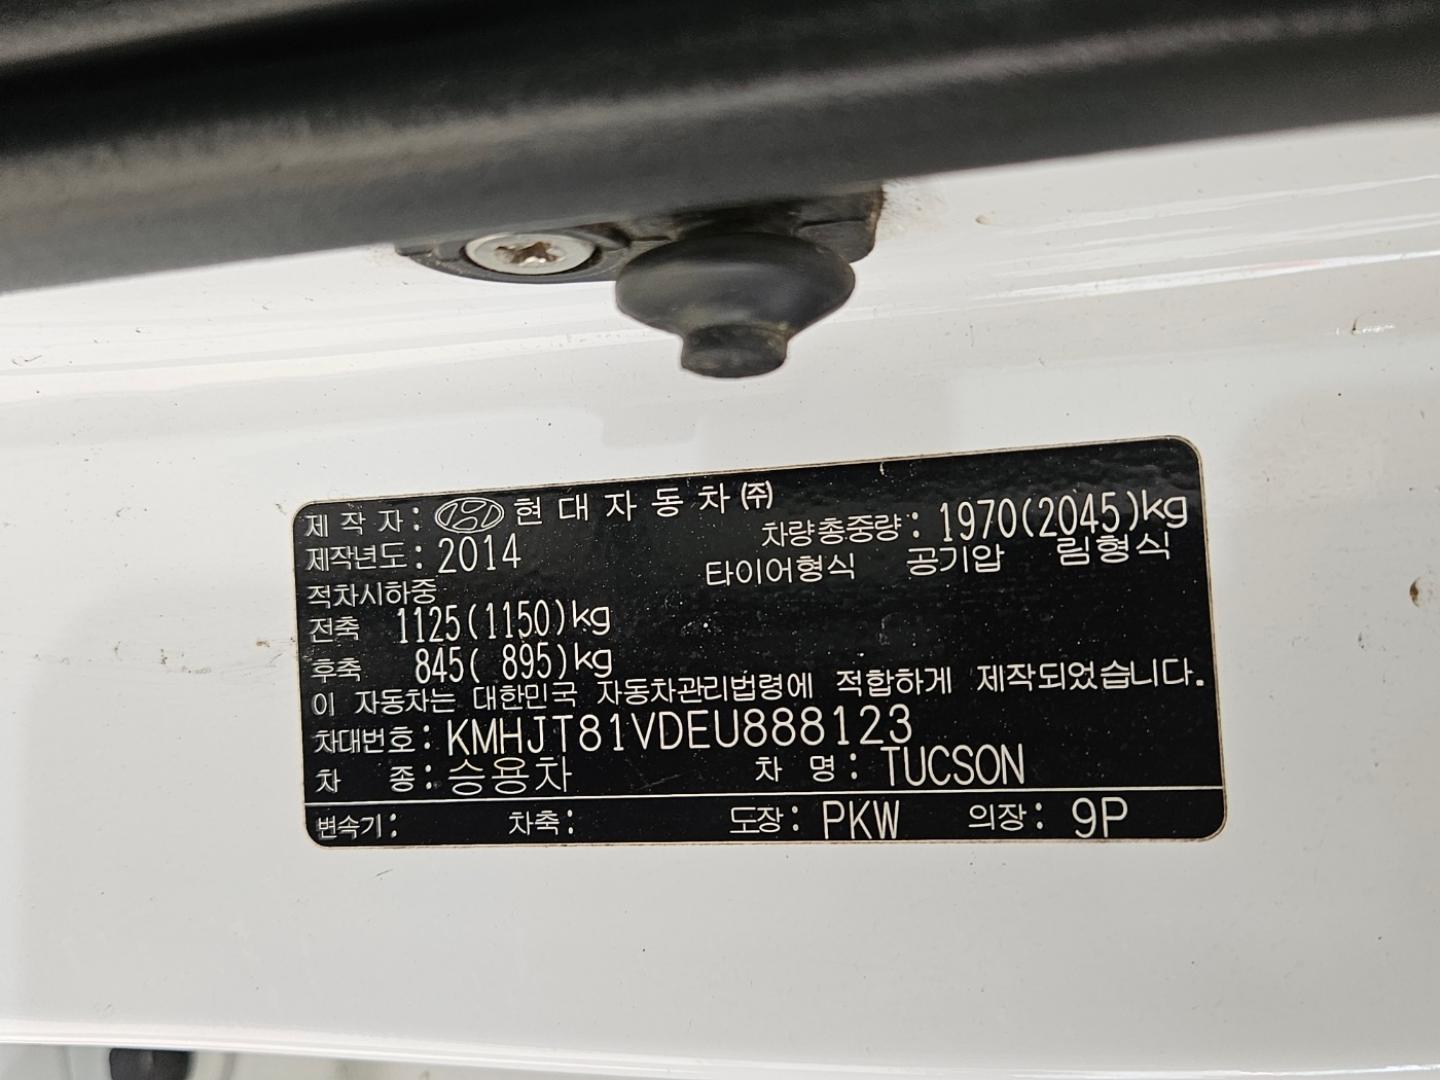 제 작 자 : HYUNDAI 현 대 자 동 차 ㈜
제작년도 : 2014
차량총중량 : 1970(2045)kg
적차시하중
타이어형식 공기압 림형식
전축 1125(1150)kg
후축 845( 895)kg
이 자동차는 대한민국 자동차관리법령에 적합하게 제작되었습니다.
차대번호 : KMHJT81VDEU888123
차 종 : 승용차 차 명 : TUCSON
변속기 : 차축 : 도장 : PKW 의장 : 9P